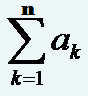 n
∑ aₖ
k=1